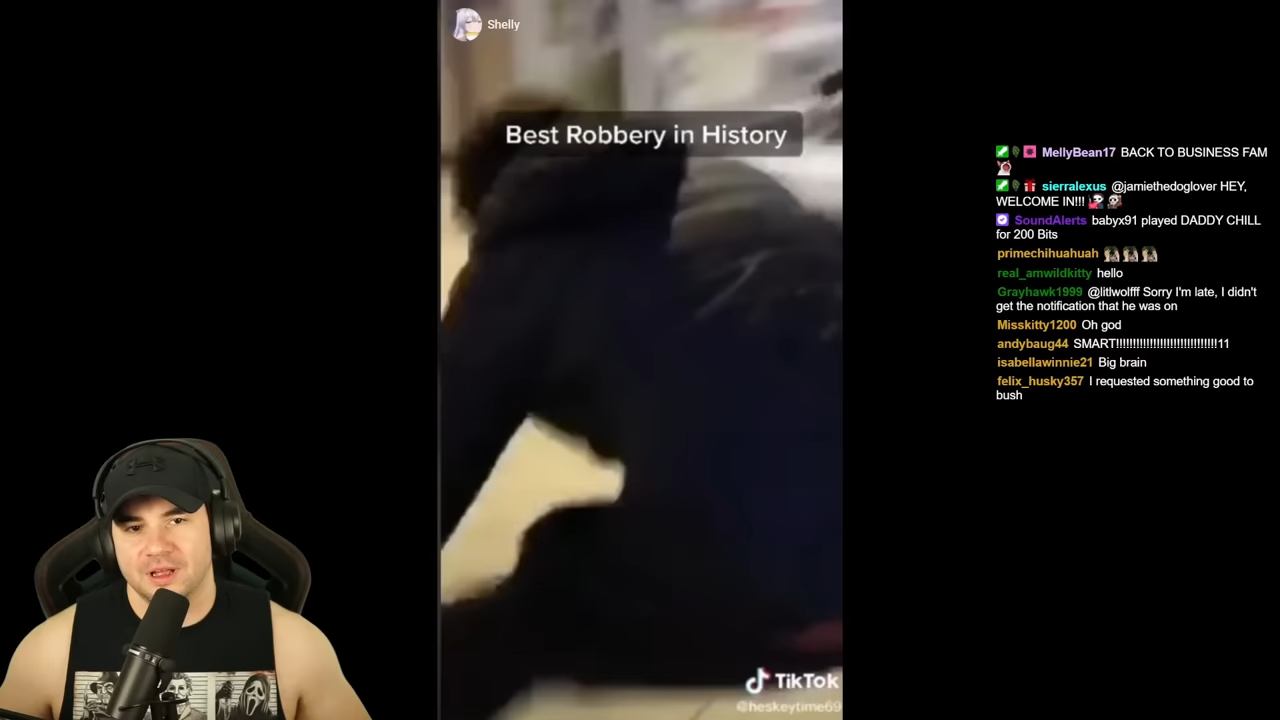 Shelly
Best Robbery in History
TikTok
@heskeytime69
MellyBean17 BACK TO BUSINESS FAM
sierralexus @jamiethedoglover HEY,
WELCOME IN!!!
SoundAlerts babyx91 played DADDY CHILL
for 200 Bits
primechihuahuah
real_amwildkitty hello
Grayhawk1999 @litlwolfff Sorry I'm late, I didn't
get the notification that he was on
Misskitty1200 Oh god
andybaug44 SMART!!!!!!!!!!!!!!!!!!!!!!!!!!!!!!11
isabellawinnie21 Big brain
felix_husky357 I requested something good to
bush